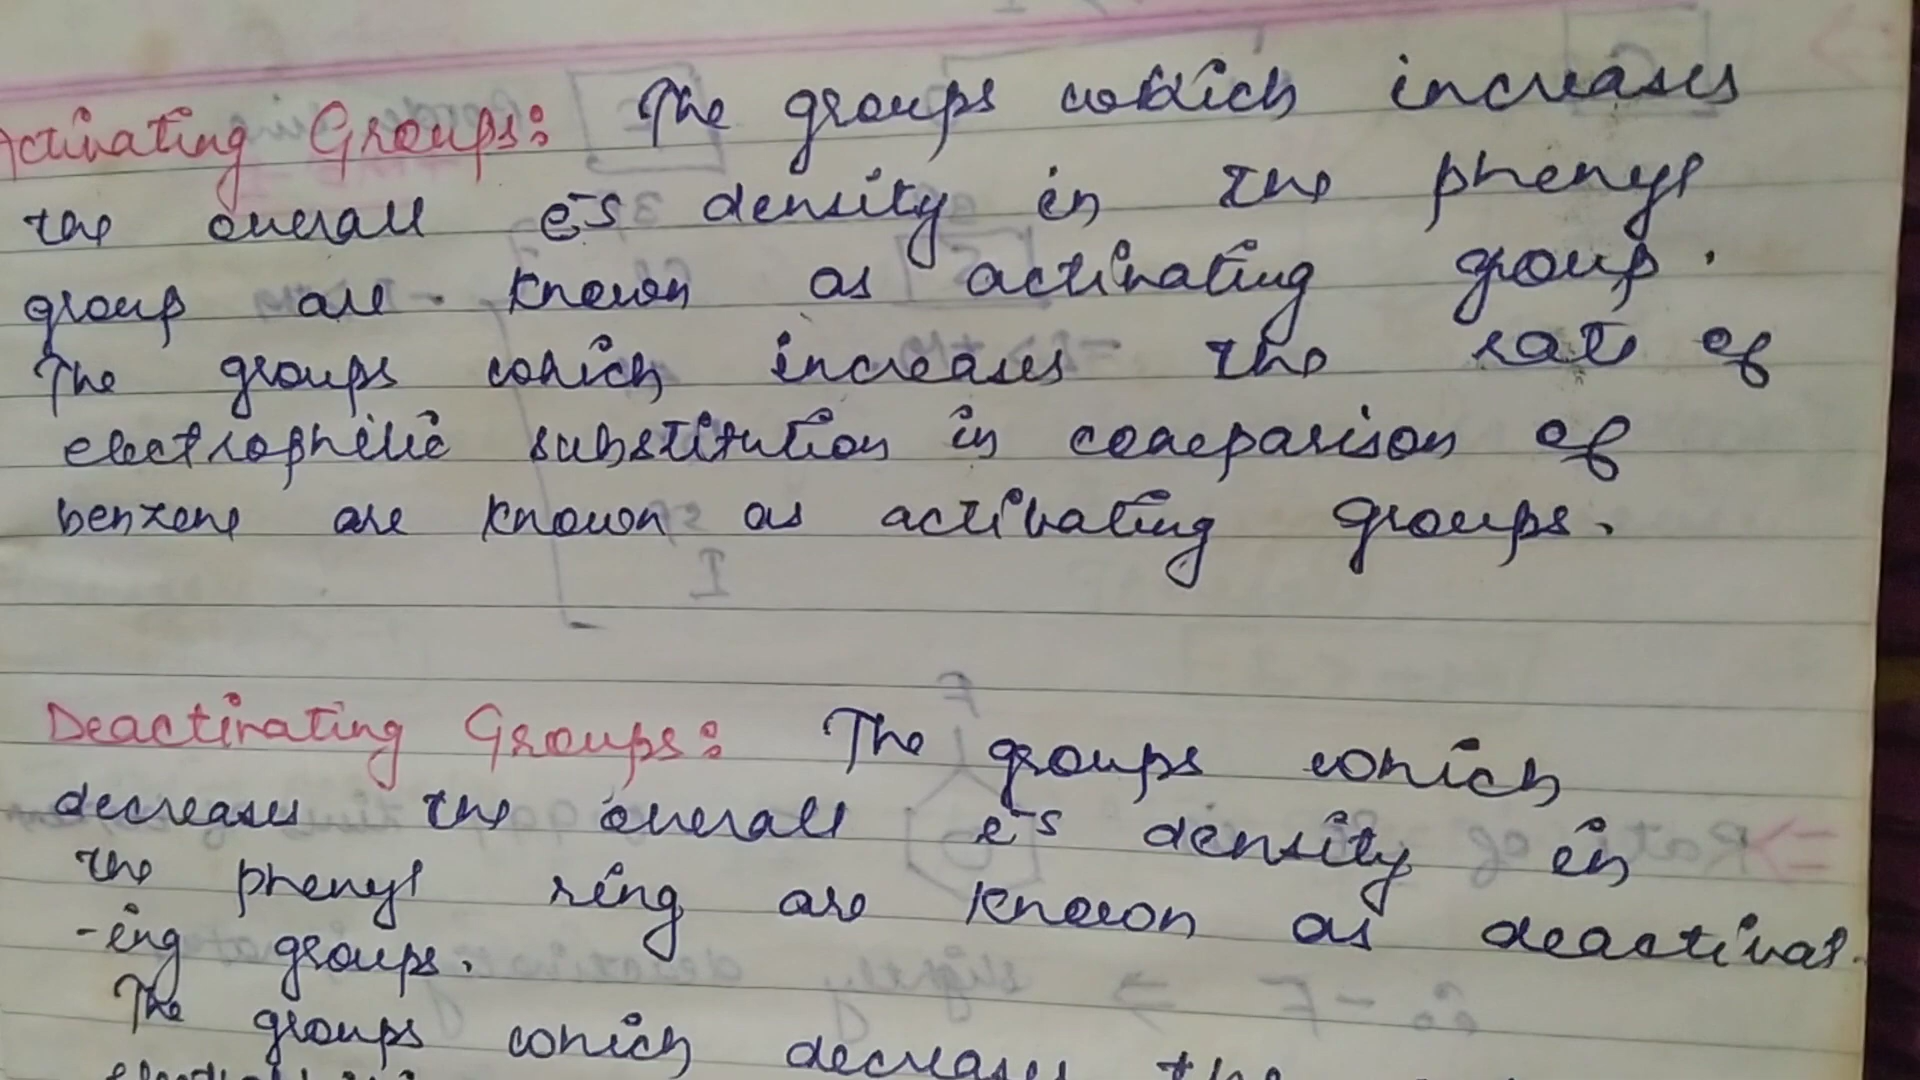 Activating Groups: The groups which increases
the overall e⁻s density in the phenyl
group are known as activating group.
The groups which increases the rate of
electrophilic substitution in comparison of
benzene are known as activating groups.
Deactivating Groups: The groups which
decreases the overall e⁻s density in
the phenyl ring are known as deactivat-
-ing groups.
The groups which decreases the